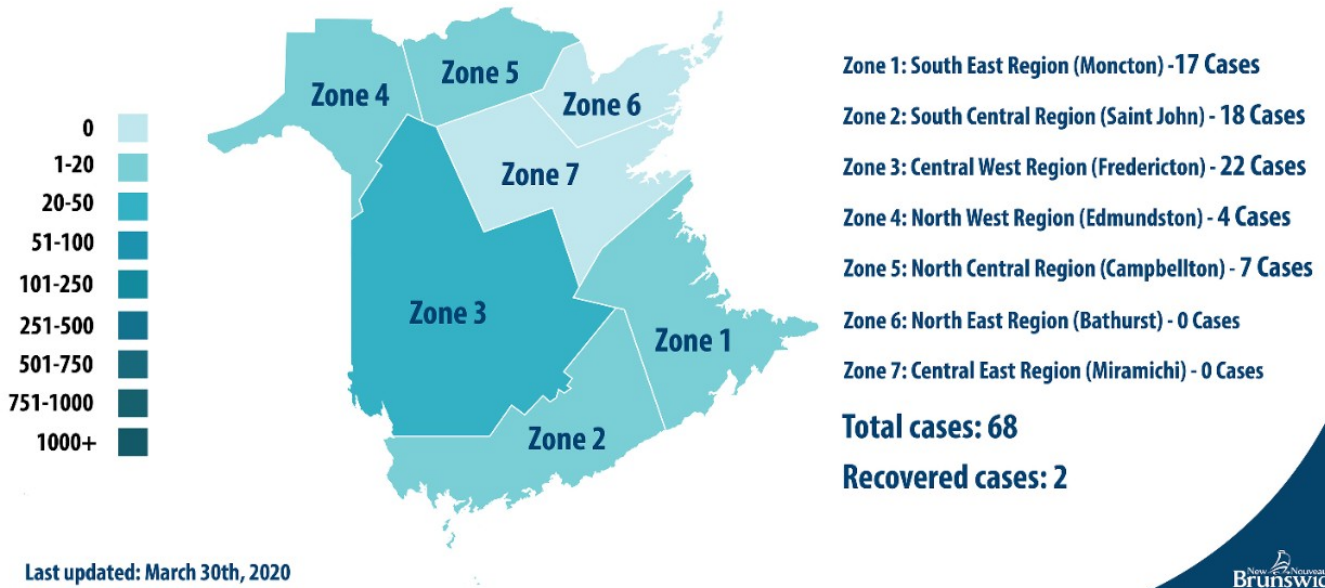 Zone 4
Zone 5
Zone 6
Zone 7
Zone 3
Zone 1
Zone 2
0
1-20
20-50
51-100
101-250
251-500
501-750
751-1000
1000+
Zone 1: South East Region (Moncton) -17 Cases
Zone 2: South Central Region (Saint John) - 18 Cases
Zone 3: Central West Region (Fredericton) - 22 Cases
Zone 4: North West Region (Edmundston) - 4 Cases
Zone 5: North Central Region (Campbellton) - 7 Cases
Zone 6: North East Region (Bathurst) - 0 Cases
Zone 7: Central East Region (Miramichi) - 0 Cases
Total cases: 68
Recovered cases: 2
Last updated: March 30th, 2020
New Nouveau
Brunswic